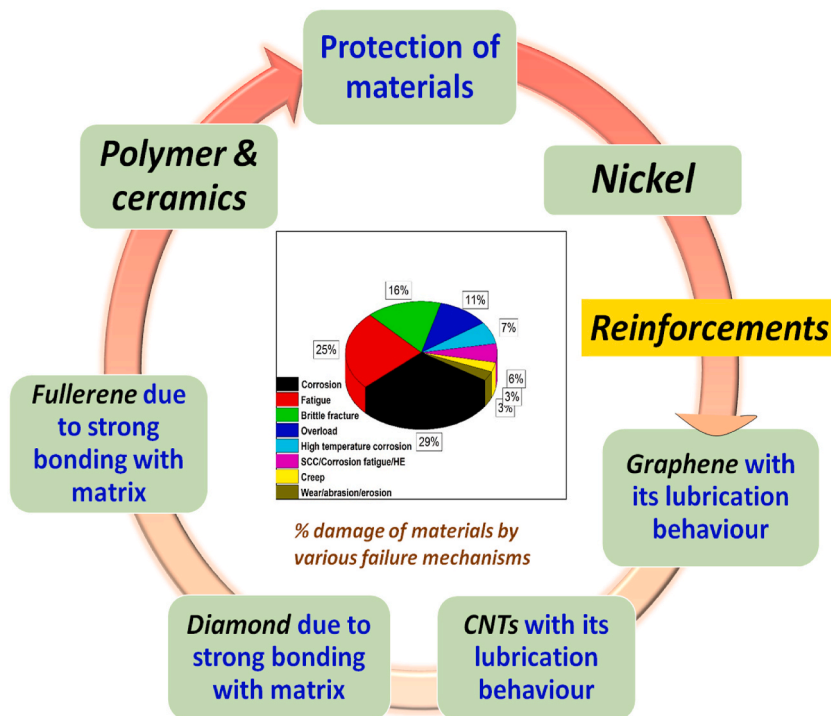 Protection of
materials
Nickel
Reinforcements
Graphene with
its lubrication
behaviour
CNTs with its
lubrication
behaviour
Diamond due to
strong bonding
with matrix
Fullerene due
to strong
bonding with
matrix
Polymer &
ceramics
16%
11%
7%
25%
6%
3%
3%
29%
Corrosion
Fatigue
Brittle fracture
Overload
High temperature corrosion
SCC/Corrosion fatigue/HE
Creep
Wear/abrasion/erosion
% damage of materials by
various failure mechanisms